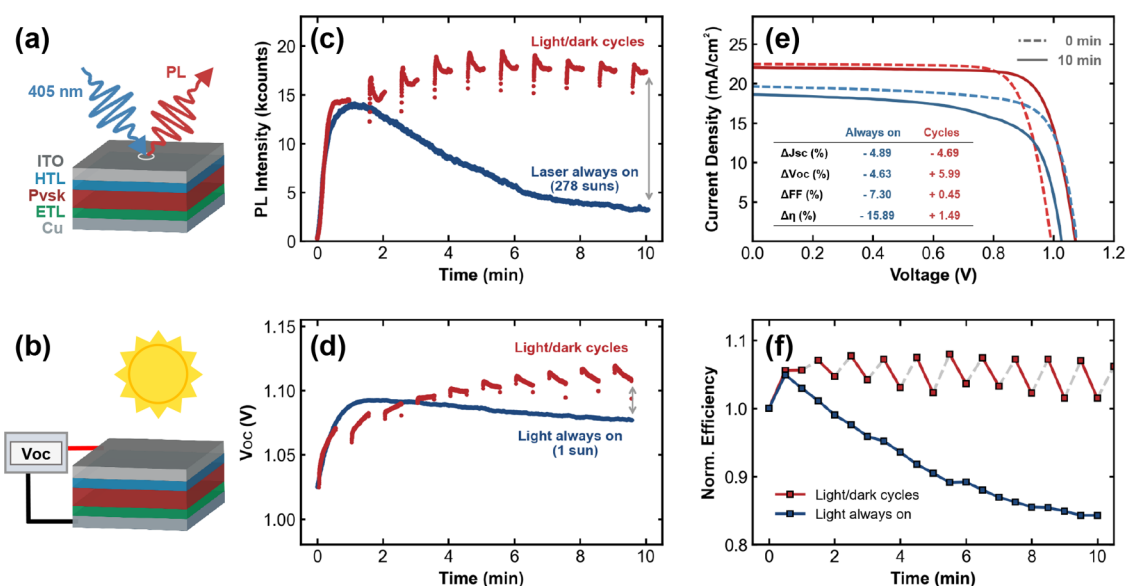 (a)
405 nm
PL
ITO
HTL
Pvsk
ETL
Cu
(c)
PL Intensity (kcounts)
25
20
15
10
5
0
Light/dark cycles
Laser always on
(278 suns)
0 2 4 6 8 10
Time (min)
(e)
Current Density (mA/cm²)
25
20
15
10
5
0
0 min
10 min
Always on Cycles
ΔJsc (%) - 4.89 - 4.69
ΔVoc (%) - 4.63 + 5.99
ΔFF (%) - 7.30 + 0.45
Δη (%) - 15.89 + 1.49
0.0 0.2 0.4 0.6 0.8 1.0 1.2
Voltage (V)
(b)
Voc
(d)
Voc (V)
1.15
1.10
1.05
1.00
Light/dark cycles
Light always on
(1 sun)
0 2 4 6 8 10
Time (min)
(f)
Norm. Efficiency
1.1
1.0
0.9
0.8
Light/dark cycles
Light always on
0 2 4 6 8 10
Time (min)